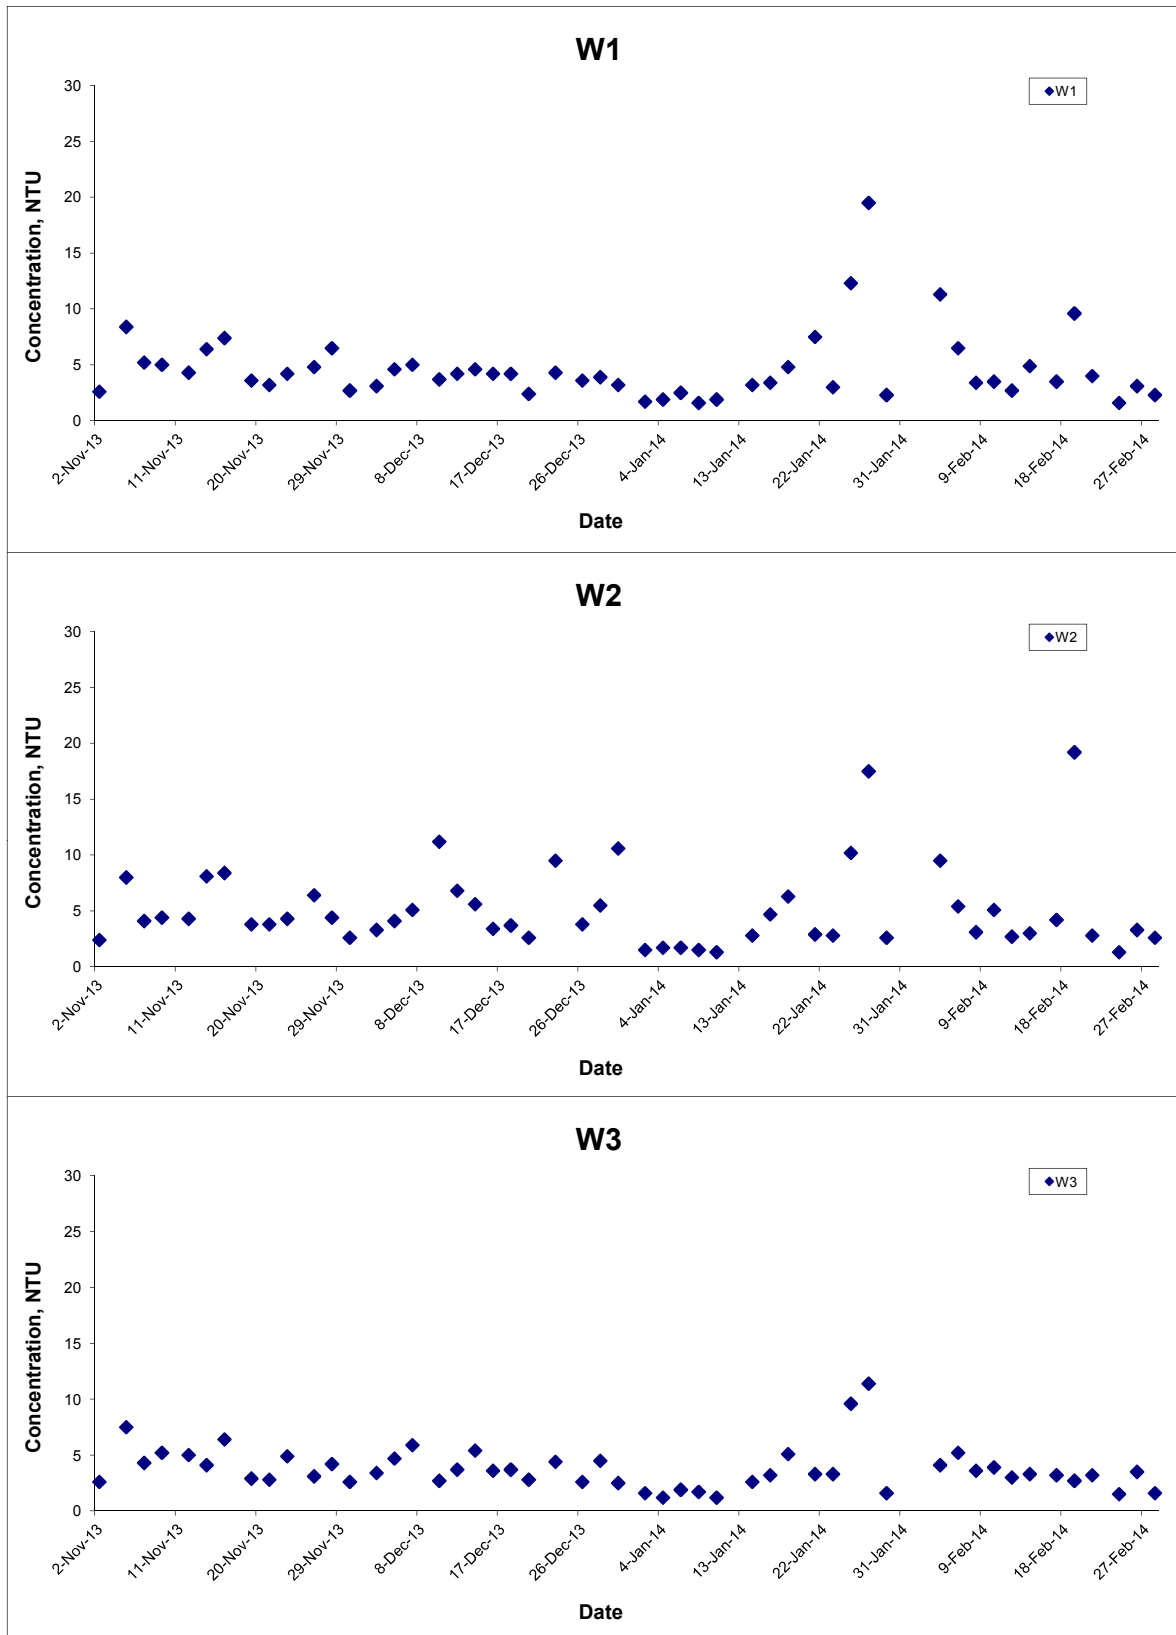 W1
W1
30
25
20
15
10
5
0
Concentration, NTU
2-Nov-13
11-Nov-13
20-Nov-13
29-Nov-13
8-Dec-13
17-Dec-13
26-Dec-13
4-Jan-14
13-Jan-14
22-Jan-14
31-Jan-14
9-Feb-14
18-Feb-14
27-Feb-14
Date
W2
W2
30
25
20
15
10
5
0
Concentration, NTU
2-Nov-13
11-Nov-13
20-Nov-13
29-Nov-13
8-Dec-13
17-Dec-13
26-Dec-13
4-Jan-14
13-Jan-14
22-Jan-14
31-Jan-14
9-Feb-14
18-Feb-14
27-Feb-14
Date
W3
W3
30
25
20
15
10
5
0
Concentration, NTU
2-Nov-13
11-Nov-13
20-Nov-13
29-Nov-13
8-Dec-13
17-Dec-13
26-Dec-13
4-Jan-14
13-Jan-14
22-Jan-14
31-Jan-14
9-Feb-14
18-Feb-14
27-Feb-14
Date